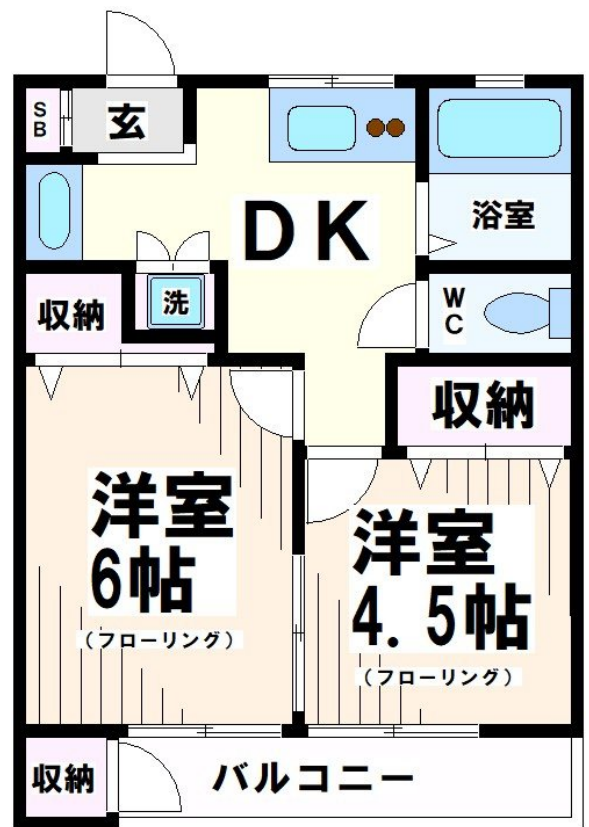 SB
玄
DK
浴室
収納
洗
WC
収納
洋室
6帖
(フローリング)
洋室
4.5帖
(フローリング)
収納
バルコニー